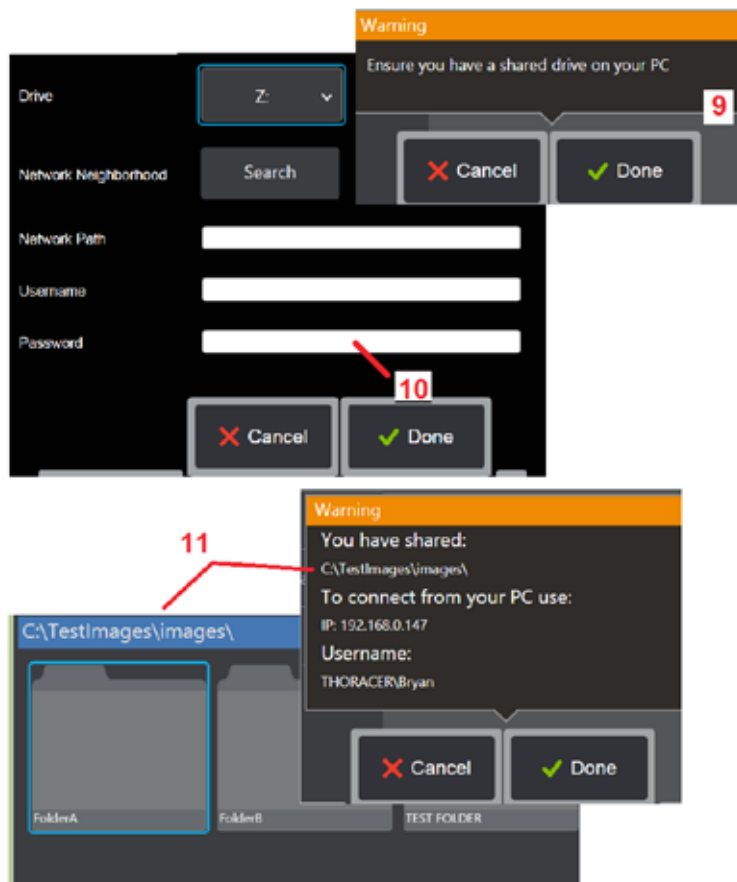 Warning
Ensure you have a shared drive on your PC
9
Cancel
Done
Drive
Z:
Network Neighborhood
Search
Network Path
Username
Password
10
Cancel
Done
11
Warning
You have shared:
C:\TestImages\images\
To connect from your PC use:
IP: 192.168.0.147
Username:
THORACER\Bryan
Cancel
Done
C:\TestImages\images\
FolderA
FolderB
TEST FOLDER